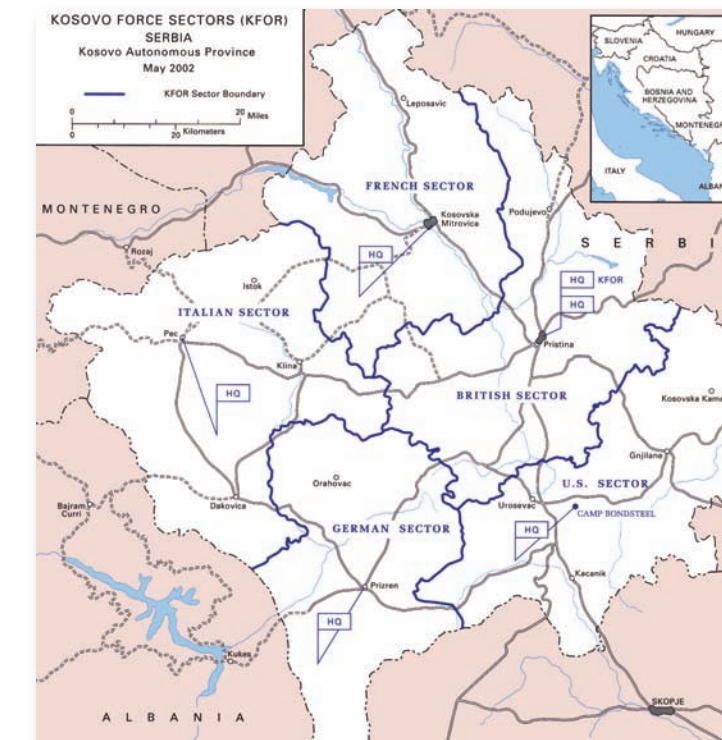 KOSOVO FORCE SECTORS (KFOR)
SERBIA
Kosovo Autonomous Province
May 2002
KFOR Sector Boundary
0 20 Miles
0 20
Kilometers
SLOVENIA
HUNGARY
CROATIA
BOSNIA AND
HERZEGOVINA
MONTENEG
ITALY
ALBA
Leposavic
FRENCH SECTOR
MONTENEGRO
Kosovska
Mitrovica
Podujevo
Rozaj
SERBI
HQ
HQ KFOR
HQ
Istok
ITALIAN SECTOR
Pec
Pristina
Klina
HQ
BRITISH SECTOR
Kosovska Kame
Gnjilane
Orahovac
U.S. SECTOR
Dakovica
Urosevac
Bajram
Curri
CAMP BONDSTEEL
GERMAN SECTOR
HQ
Kacanik
Prizren
HQ
Kukes
ALBANIA
SKOPJE